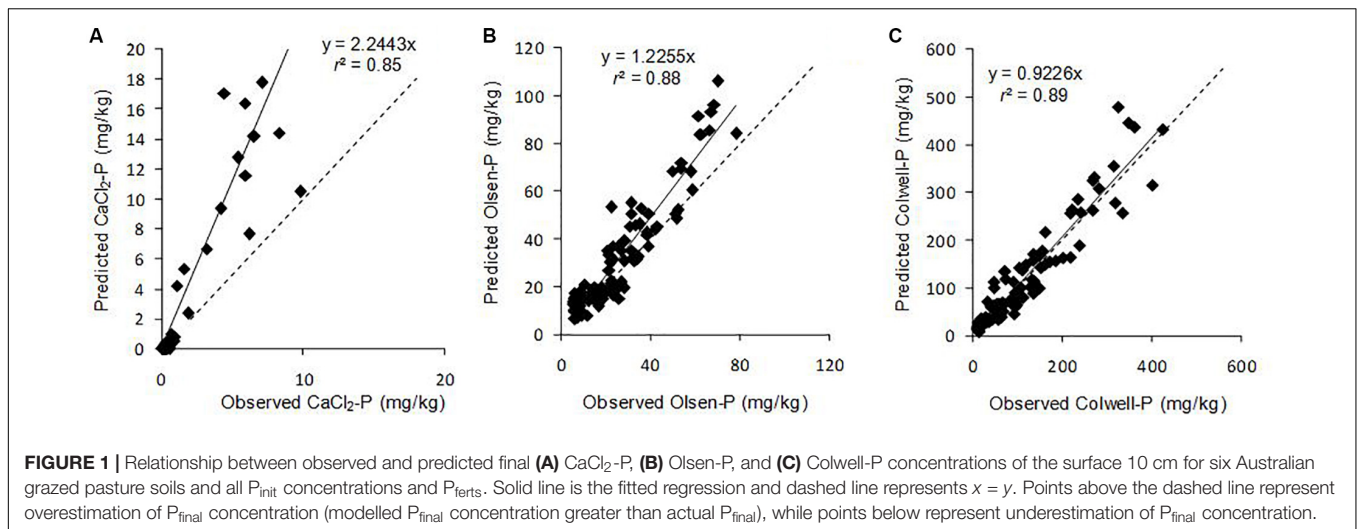 A
y = 2.2443x
r² = 0.85
Predicted CaCl₂-P (mg/kg)
20
18
16
14
12
10
8
6
4
2
0
0 10 20
Observed CaCl₂-P (mg/kg)
B
y = 1.2255x
r² = 0.88
Predicted Olsen-P (mg/kg)
120
100
80
60
40
20
0
0 40 80 120
Observed Olsen-P (mg/kg)
C
y = 0.9226x
r² = 0.89
Predicted Colwell-P (mg/kg)
600
500
400
300
200
100
0
0 200 400 600
Observed Colwell-P (mg/kg)
FIGURE 1 | Relationship between observed and predicted final (A) CaCl₂-P, (B) Olsen-P, and (C) Colwell-P concentrations of the surface 10 cm for six Australian
grazed pasture soils and all Pinit concentrations and Pferts. Solid line is the fitted regression and dashed line represents x = y. Points above the dashed line represent
overestimation of Pfinal concentration (modelled Pfinal concentration greater than actual Pfinal), while points below represent underestimation of Pfinal concentration.